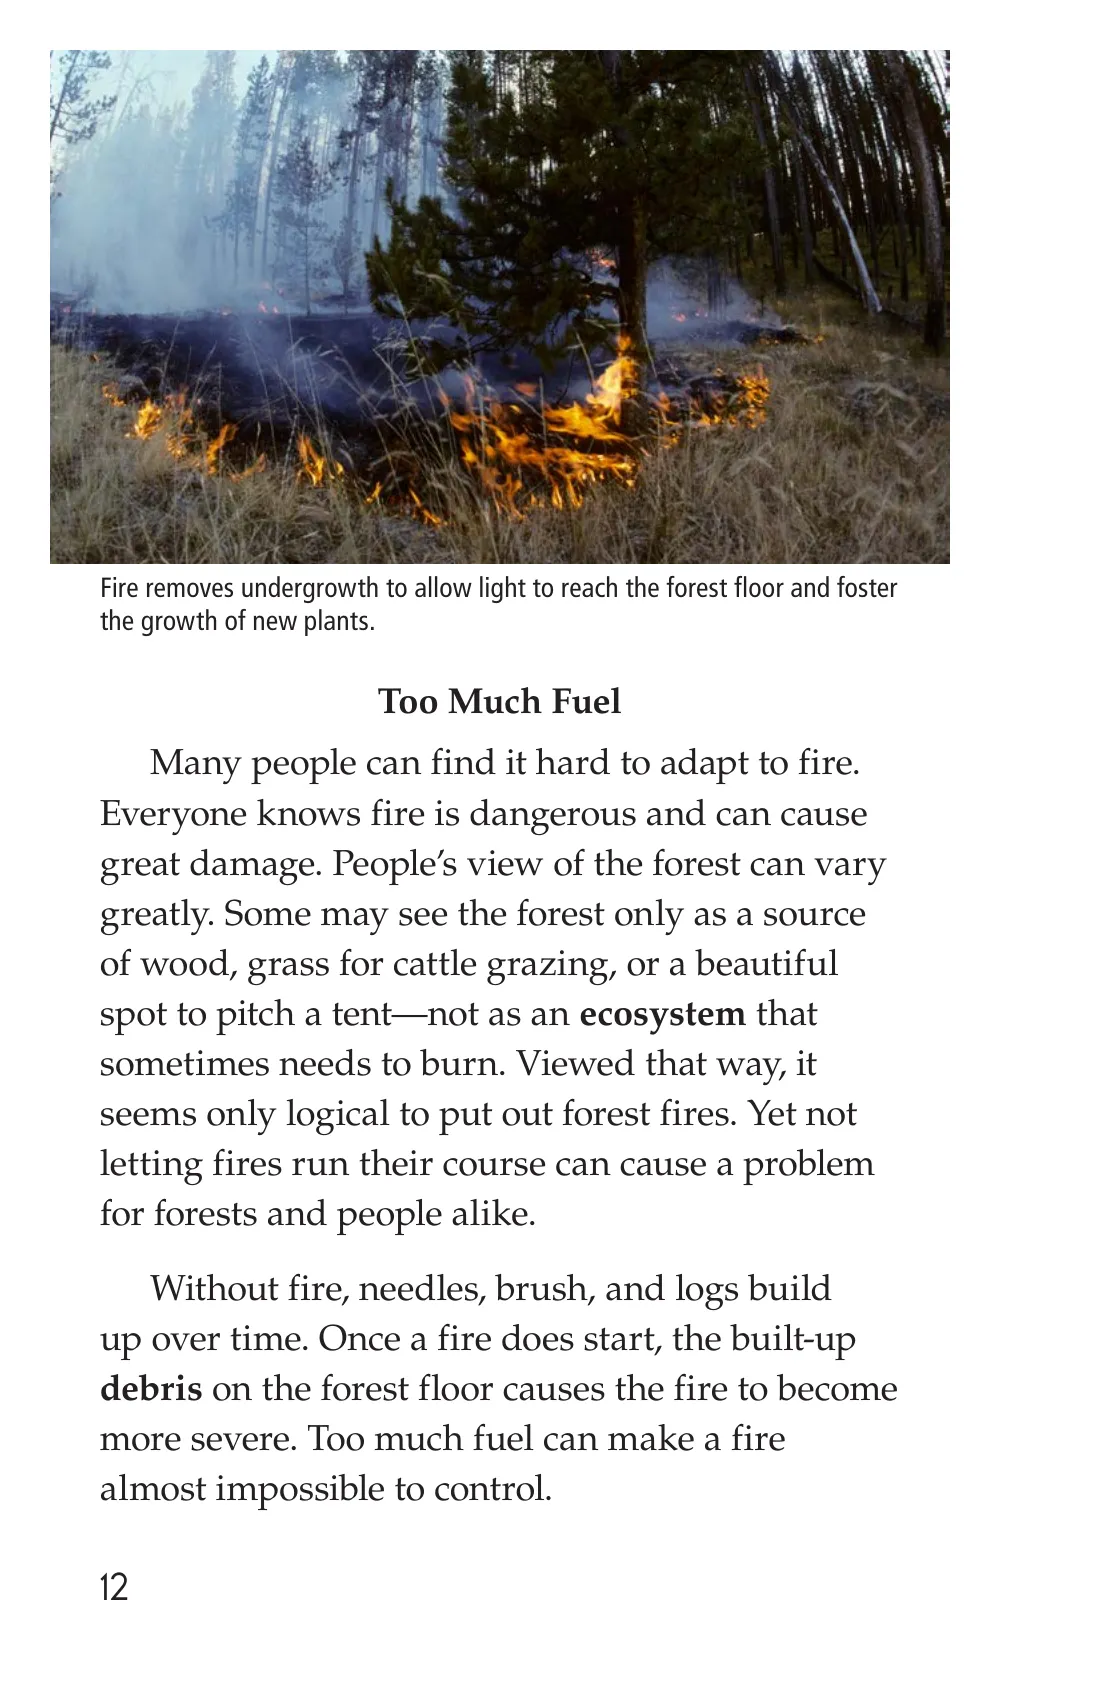 Fire removes undergrowth to allow light to reach the forest floor and foster
the growth of new plants.
Too Much Fuel
Many people can find it hard to adapt to fire.
Everyone knows fire is dangerous and can cause
great damage. People’s view of the forest can vary
greatly. Some may see the forest only as a source
of wood, grass for cattle grazing, or a beautiful
spot to pitch a tent—not as an ecosystem that
sometimes needs to burn. Viewed that way, it
seems only logical to put out forest fires. Yet not
letting fires run their course can cause a problem
for forests and people alike.
Without fire, needles, brush, and logs build
up over time. Once a fire does start, the built-up
debris on the forest floor causes the fire to become
more severe. Too much fuel can make a fire
almost impossible to control.
12